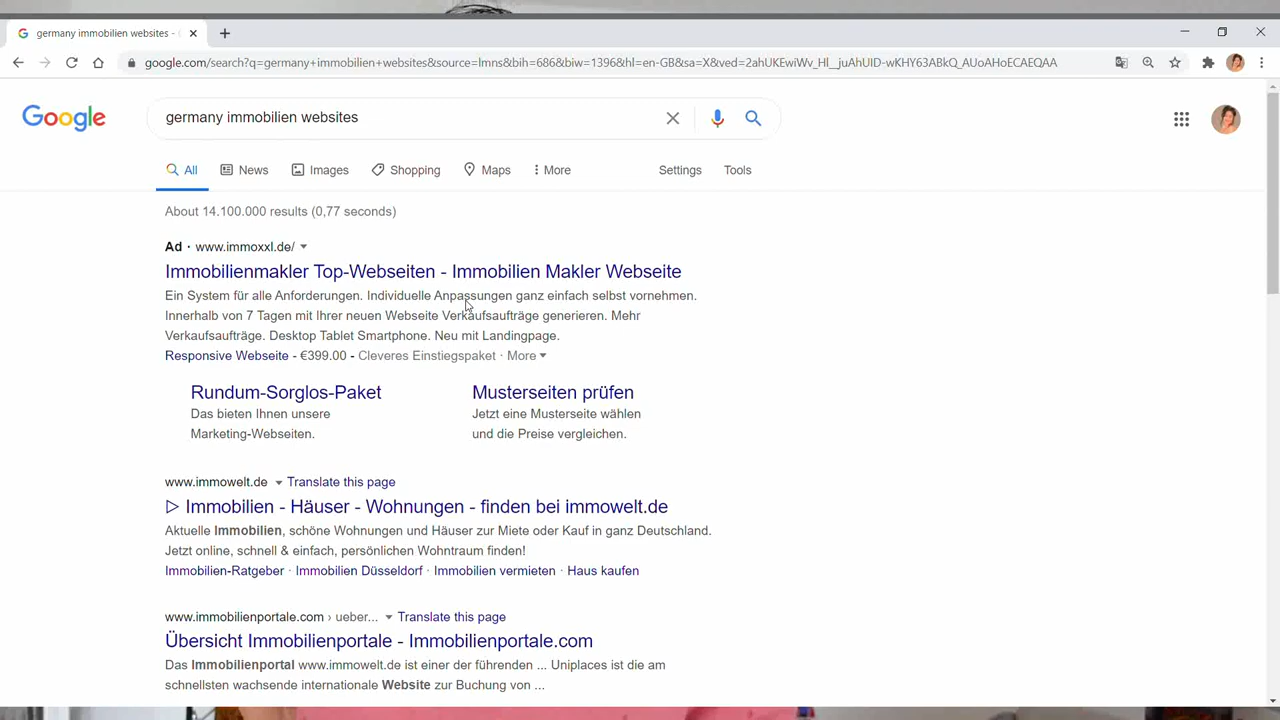 germany immobilien websites -
google.com/search?q=germany+immobilien+websites&source=lmns&bih=686&biw=1396&hl=en-GB&sa=X&ved=2ahUKEwiWv_Hl__juAhUID-wKHY63ABkQ_AUoAHoECAEQAA
Google
germany immobilien websites
All News Images Shopping Maps More Settings Tools
About 14.100.000 results (0,77 seconds)
Ad · www.immoxxl.de/
Immobilienmakler Top-Webseiten - Immobilien Makler Webseite
Ein System für alle Anforderungen. Individuelle Anpassungen ganz einfach selbst vornehmen.
Innerhalb von 7 Tagen mit Ihrer neuen Webseite Verkaufsaufträge generieren. Mehr
Verkaufsaufträge. Desktop Tablet Smartphone. Neu mit Landingpage.
Responsive Webseite - €399.00 - Cleveres Einstiegspaket · More
Rundum-Sorglos-Paket
Das bieten Ihnen unsere
Marketing-Webseiten.
Musterseiten prüfen
Jetzt eine Musterseite wählen
und die Preise vergleichen.
www.immowelt.de Translate this page
▷ Immobilien - Häuser - Wohnungen - finden bei immowelt.de
Aktuelle Immobilien, schöne Wohnungen und Häuser zur Miete oder Kauf in ganz Deutschland.
Jetzt online, schnell & einfach, persönlichen Wohntraum finden!
Immobilien-Ratgeber · Immobilien Düsseldorf · Immobilien vermieten · Haus kaufen
www.immobilienportale.com › ueber... Translate this page
Übersicht Immobilienportale - Immobilienportale.com
Das Immobilienportal www.immowelt.de ist einer der führenden ... Uniplaces ist die am
schnellsten wachsende internationale Website zur Buchung von ...